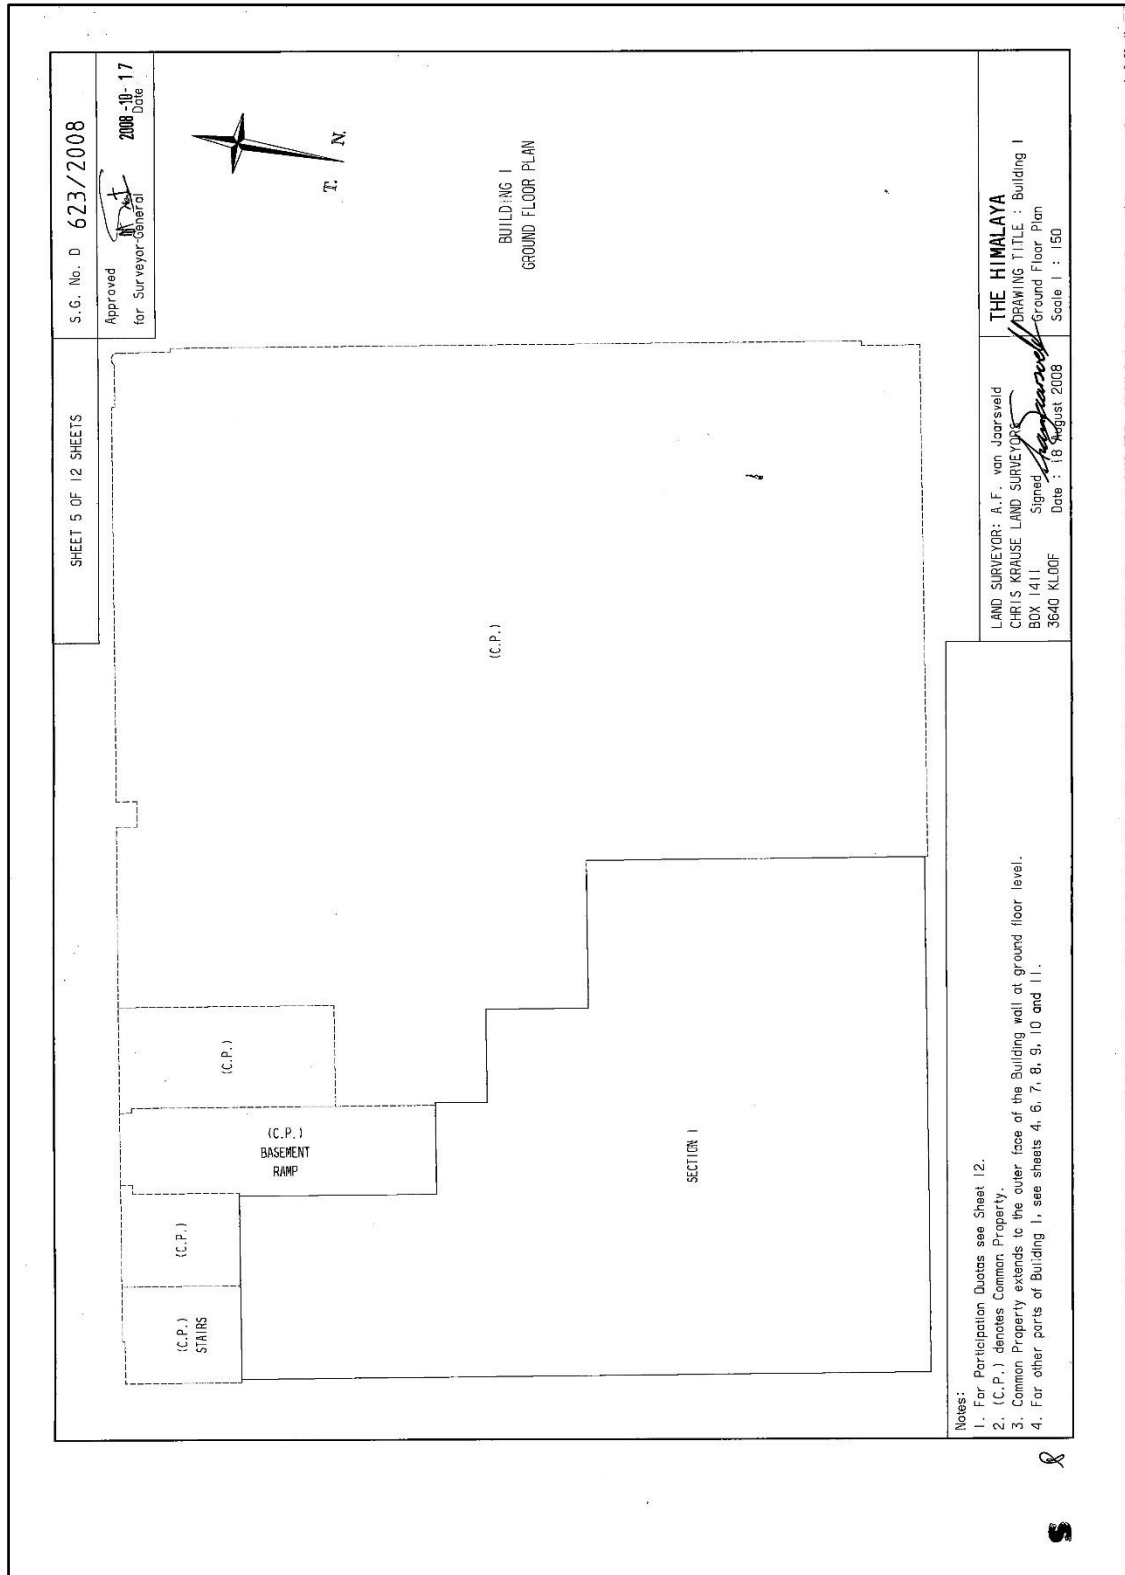 SHEET 5 OF 12 SHEETS
S.G. No. D 623/2008
Approved
for Surveyor-General
2008-10-17
Date
T. N.
BUILDING 1
GROUND FLOOR PLAN
(C.P.)
(C.P.)
(C.P.)
BASEMENT
RAMP
(C.P.)
(C.P.)
STAIRS
SECTION 1
Notes:
1. For Participation Quotas see Sheet 12.
2. (C.P.) denotes Common Property.
3. Common Property extends to the outer face of the Building wall at ground floor level.
4. For other parts of Building 1, see sheets 4, 6, 7, 8, 9, 10 and 11.
LAND SURVEYOR: A.F. van Jaarsveld
CHRIS KRAUSE LAND SURVEYORS
BOX 1411 Signed
3640 KLOOF Date : 18 August 2008
THE HIMALAYA
DRAWING TITLE : Building 1
Ground Floor Plan
Scale 1 : 150
S